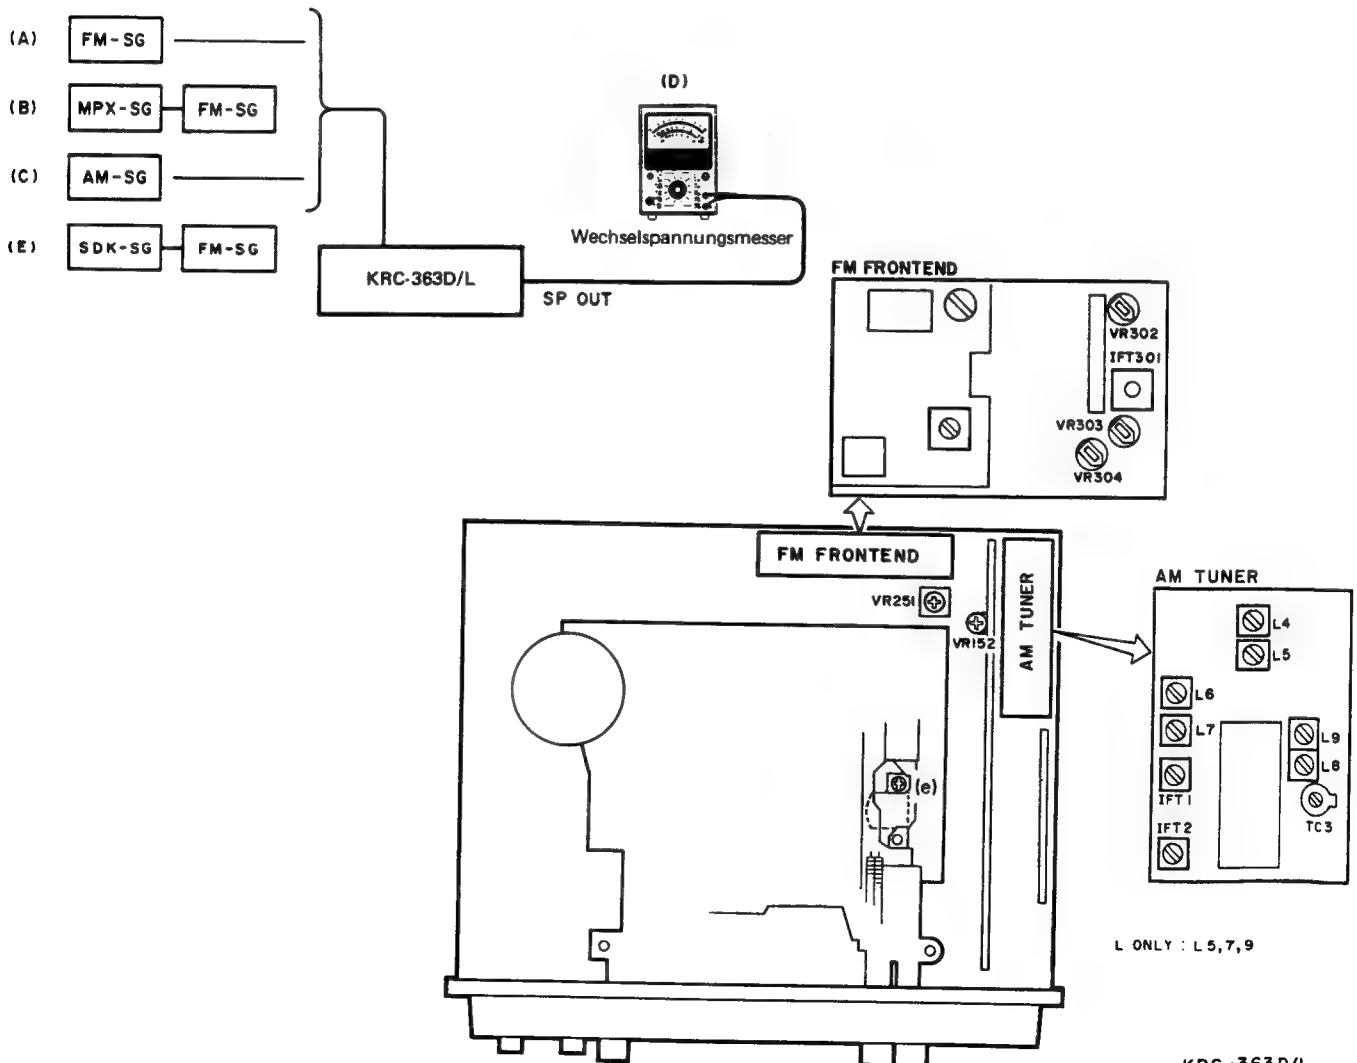 (A) FM-SG
(B) MPX-SG FM-SG
(C) AM-SG
(E) SDK-SG FM-SG
(D)
Wechselspannungsmesser
KRC-363D/L
SP OUT
FM FRONTEND
VR302
IFT301
VR303
VR304
FM FRONTEND
VR251
VR152
AM TUNER
(e)
AM TUNER
L4
L5
L6
L7
L9
L8
IFT1
TC3
IFT2
L ONLY : L5,7,9
KRC-363D/L